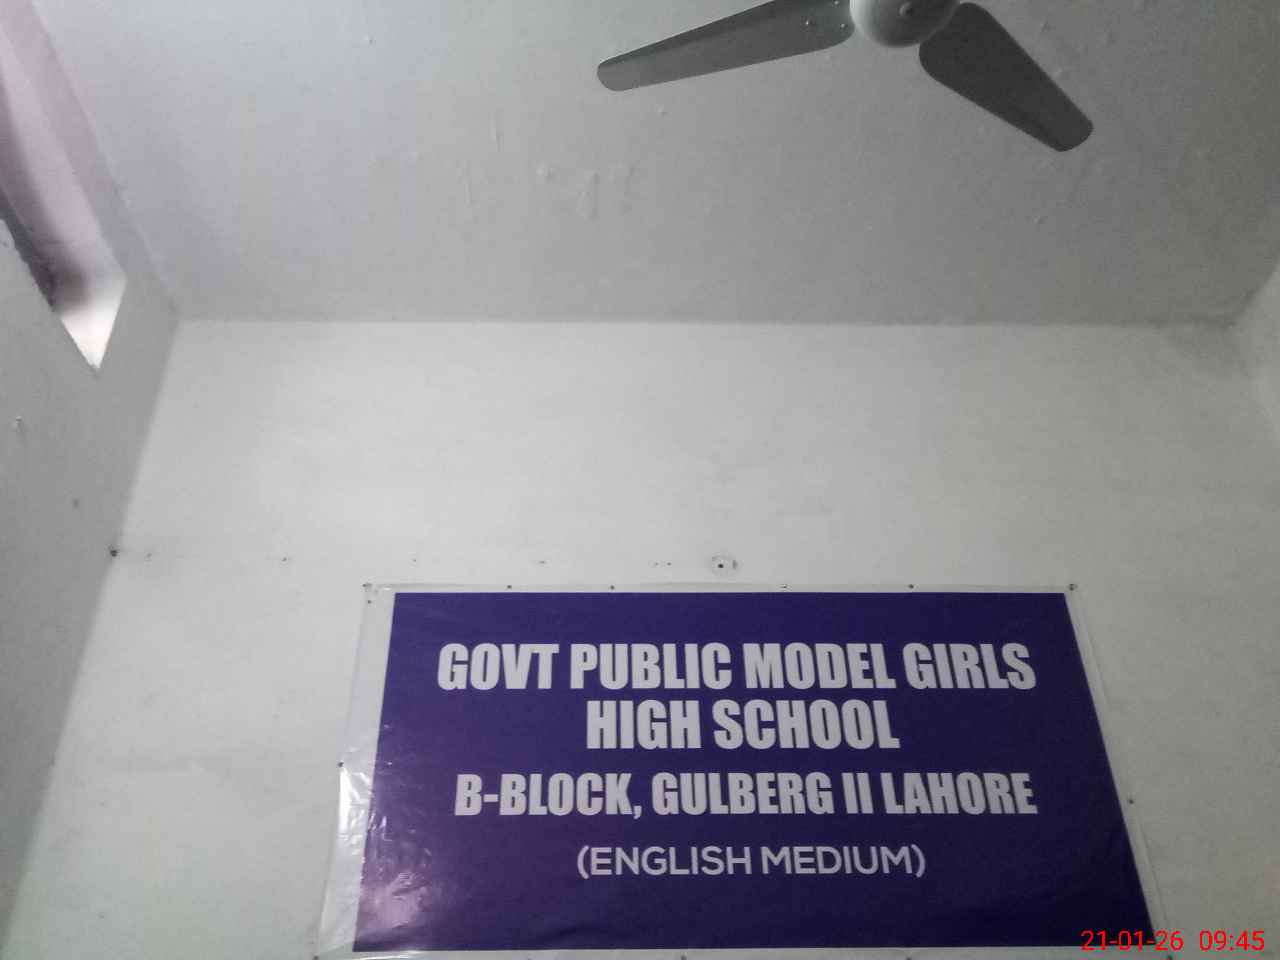 GOVT PUBLIC MODEL GIRLS
HIGH SCHOOL
B-BLOCK, GULBERG II LAHORE
(ENGLISH MEDIUM)
21-01-26 09:45